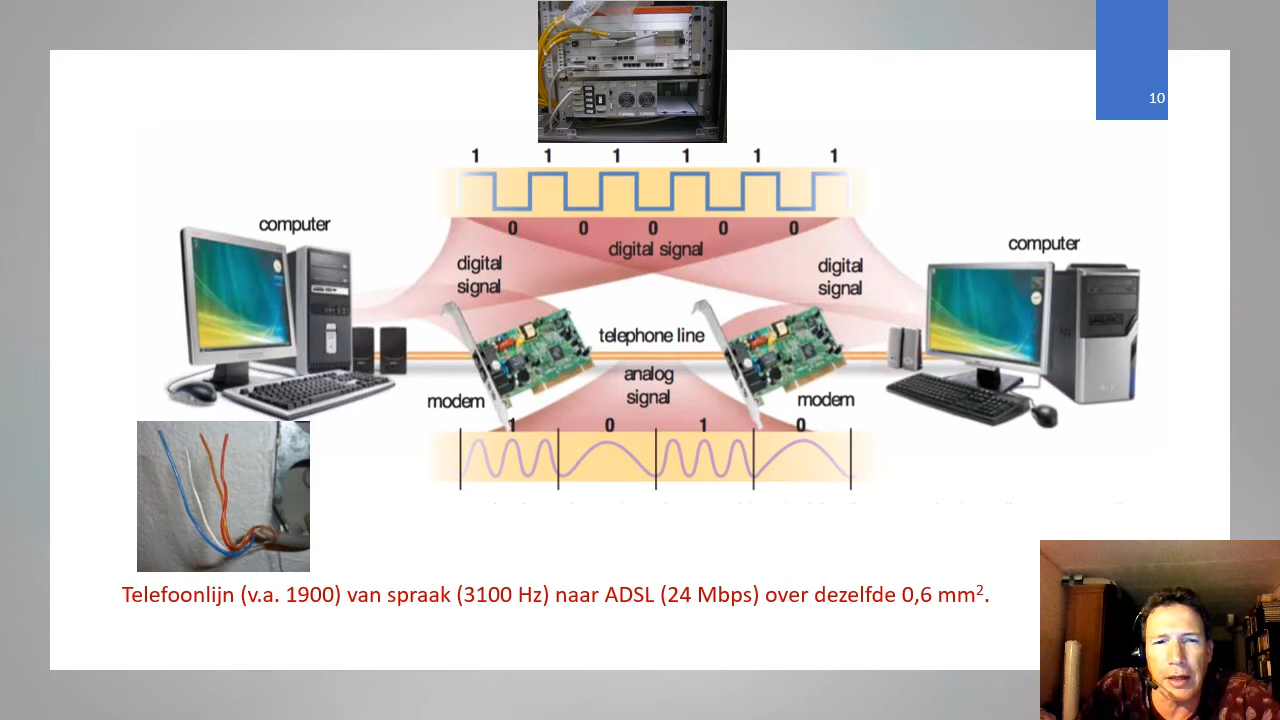 10
1 1 1 1 1 1
0 0 0 0 0
digital signal
computer
computer
digital
signal
digital
signal
telephone line
analog
signal
modem
modem
1 0 1 0
Telefoonlijn (v.a. 1900) van spraak (3100 Hz) naar ADSL (24 Mbps) over dezelfde 0,6 mm².